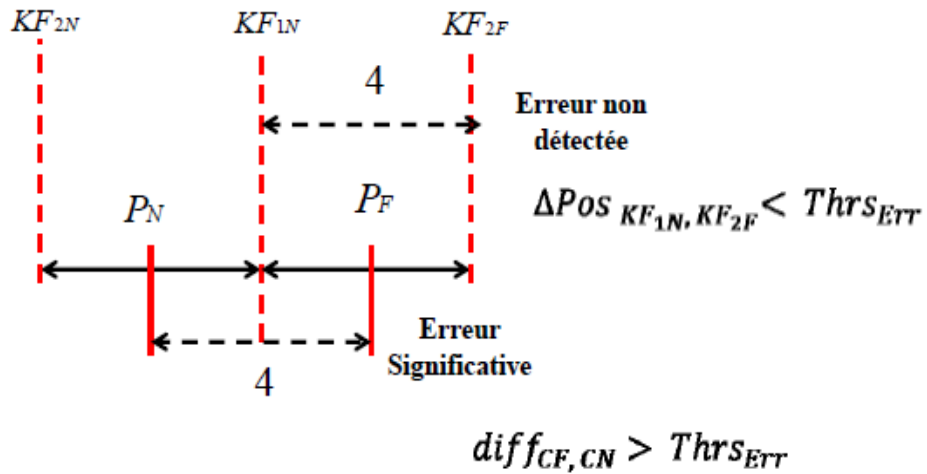 KF2N KF1N KF2F
4
Erreur non
détectée
PN PF
ΔPos KF1N, KF2F < ThrsErr
Erreur
Significative
4
diffCF, CN > ThrsErr